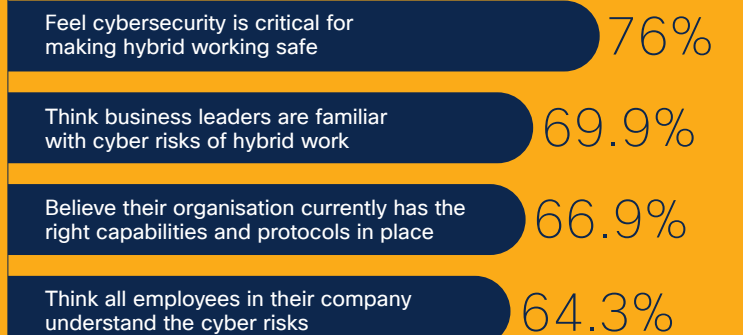 Feel cybersecurity is critical for
making hybrid working safe
76%
Think business leaders are familiar
with cyber risks of hybrid work
69.9%
Believe their organisation currently has the
right capabilities and protocols in place
66.9%
Think all employees in their company
understand the cyber risks
64.3%